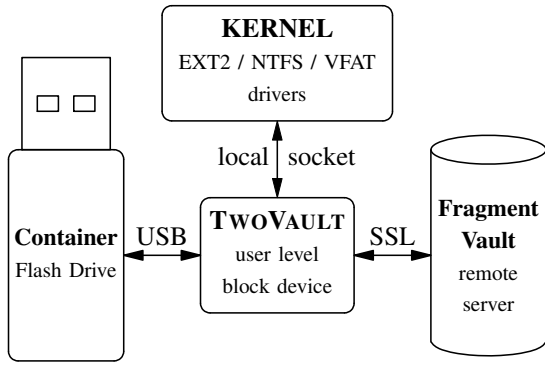 KERNEL
EXT2 / NTFS / VFAT
drivers
local socket
Container
Flash Drive
USB
TWOVAULT
user level
block device
SSL
Fragment
Vault
remote
server